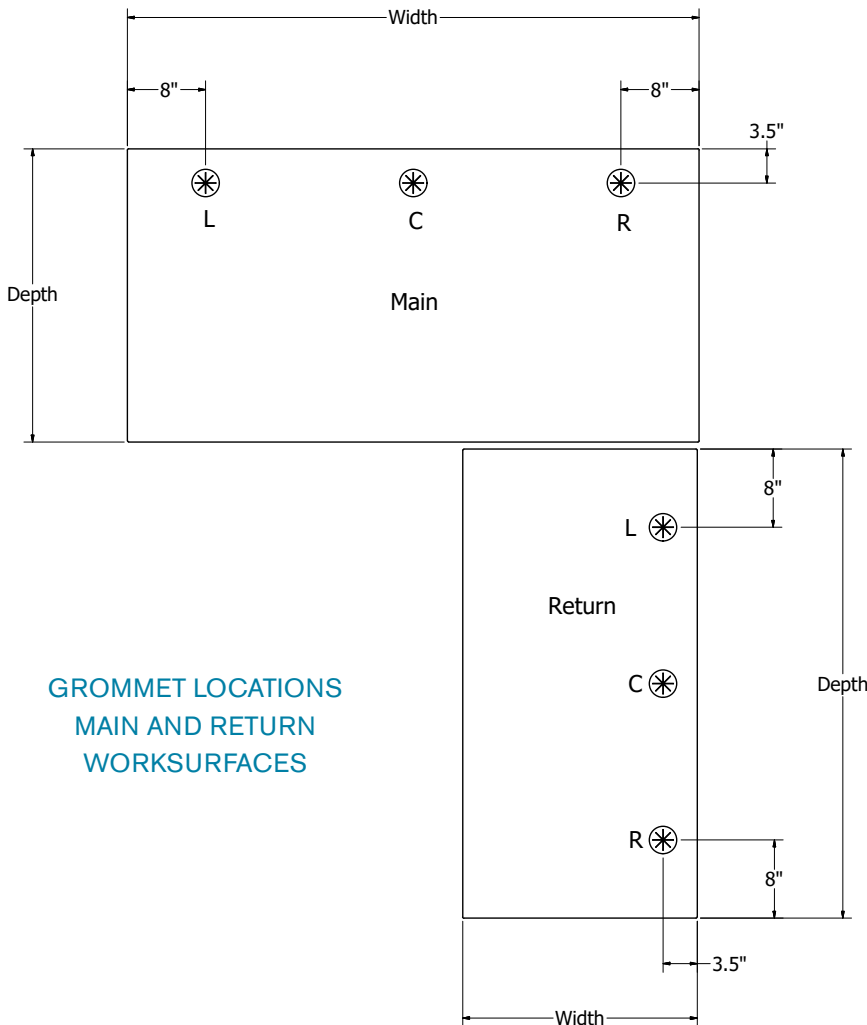 Width
8"
8"
3.5"
L
C
R
Depth
Main
8"
L
Return
GROMMET LOCATIONS
MAIN AND RETURN
WORKSURFACES
C
Depth
R
8"
3.5"
Width